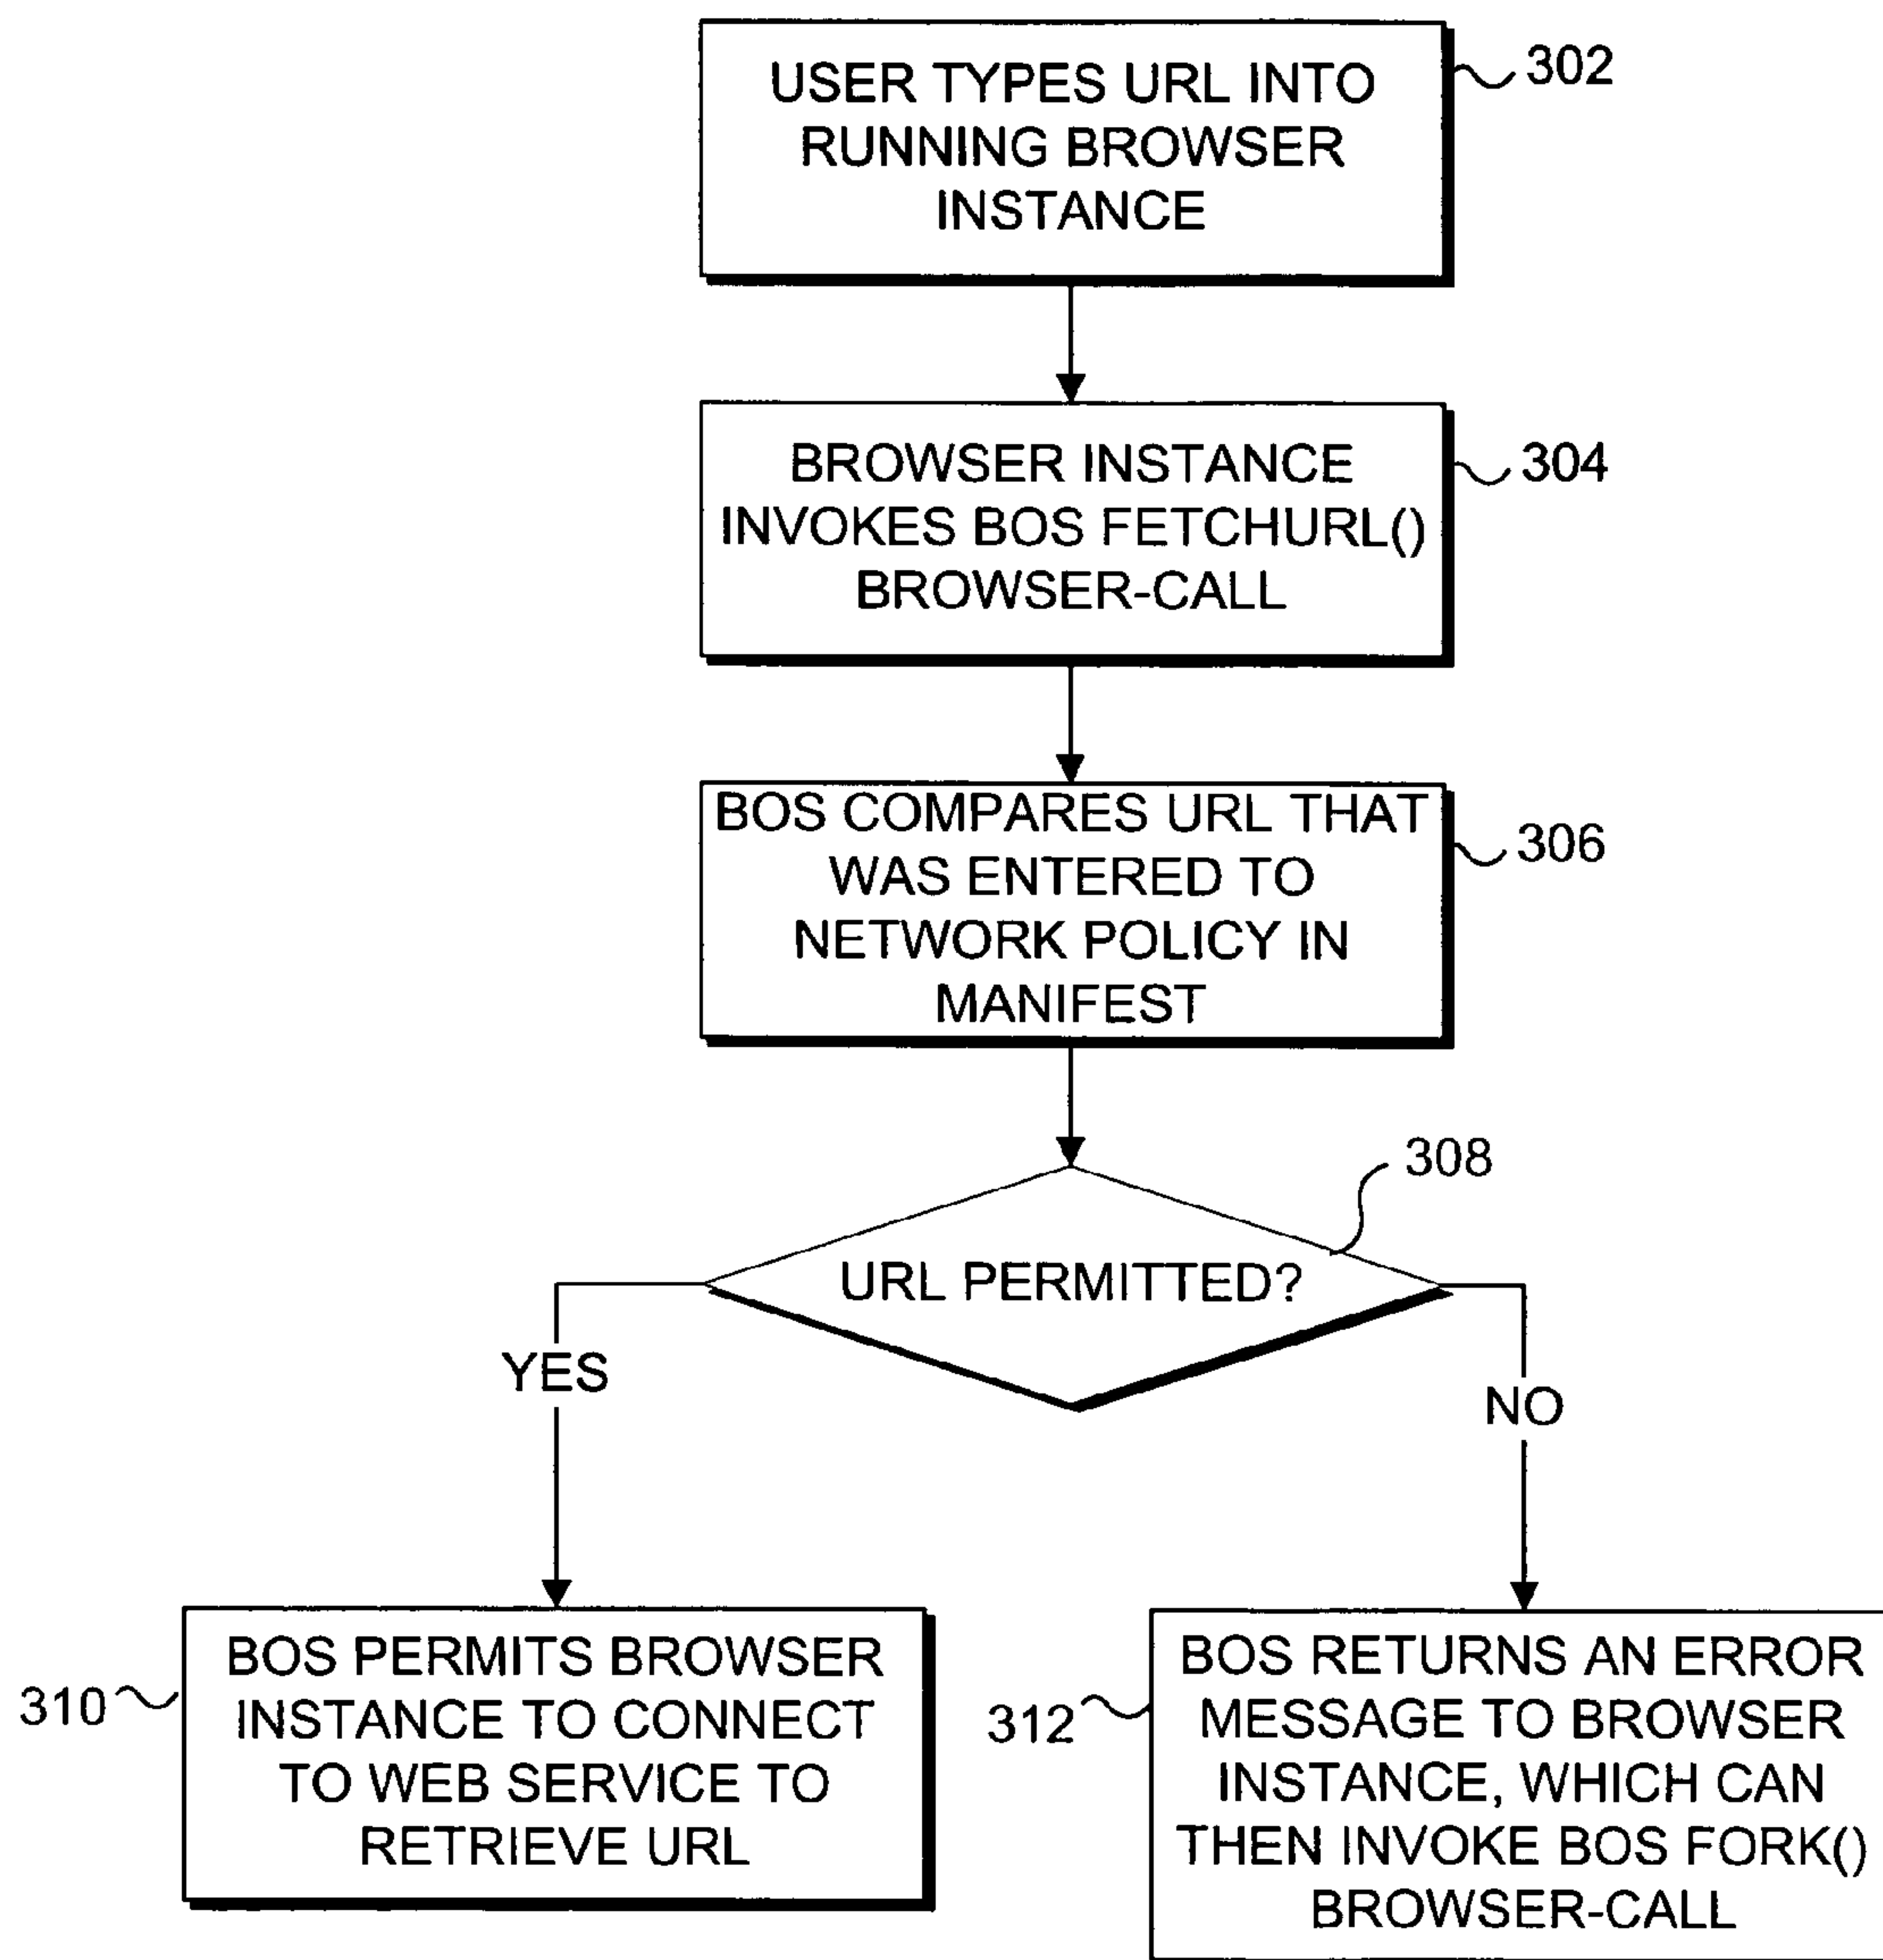 USER TYPES URL INTO
RUNNING BROWSER
INSTANCE
302
BROWSER INSTANCE
INVOKES BOS FETCHURL()
BROWSER-CALL
304
BOS COMPARES URL THAT
WAS ENTERED TO
NETWORK POLICY IN
MANIFEST
306
308
URL PERMITTED?
YES
NO
310
BOS PERMITS BROWSER
INSTANCE TO CONNECT
TO WEB SERVICE TO
RETRIEVE URL
312
BOS RETURNS AN ERROR
MESSAGE TO BROWSER
INSTANCE, WHICH CAN
THEN INVOKE BOS FORK()
BROWSER-CALL